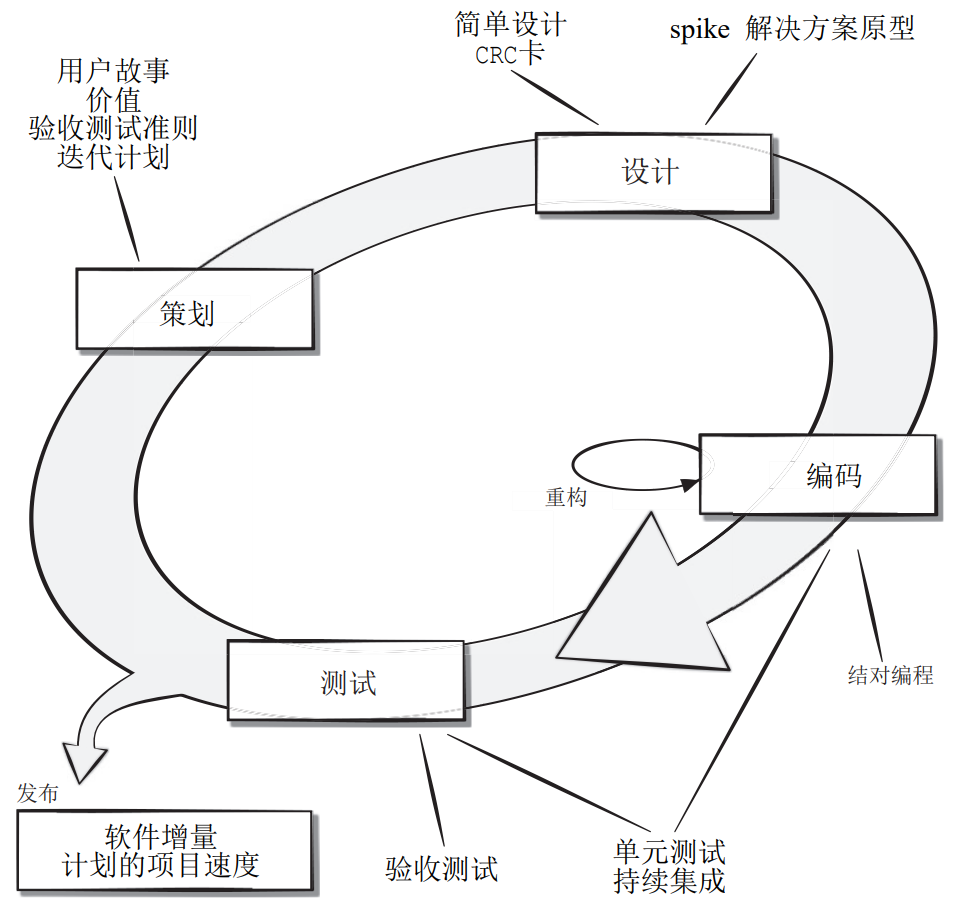 简单设计
CRC卡
spike 解决方案原型
用户故事
价值
验收测试准则
迭代计划
设计
策划
编码
重构
测试
结对编程
发布
软件增量
计划的项目速度
验收测试
单元测试
持续集成